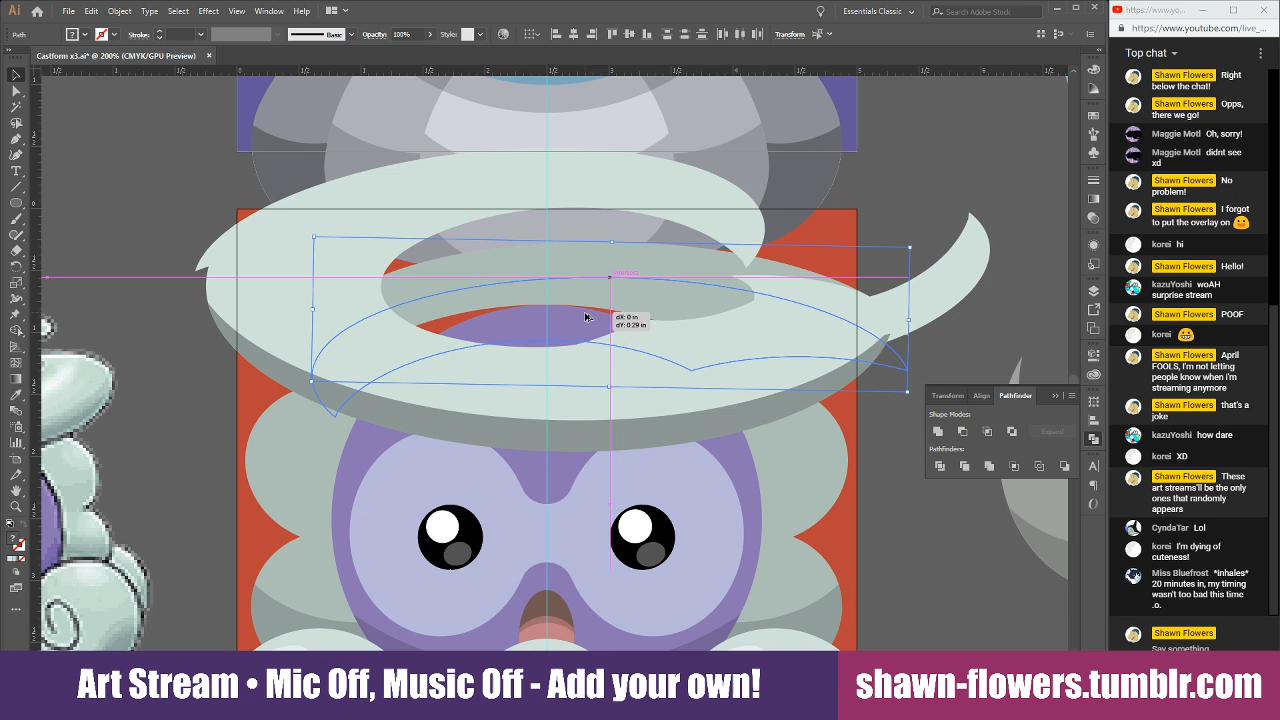 Ai File Edit Object Type Select Effect View Window Help Essentials Classic Search Adobe Stock
Path Stroke: Basic Opacity: 100% Style: Transform
Castform x3.ai* @ 200% (CMYK/GPU Preview) ×
intersect
dX: 0 in
dY: 0.29 in
Transform Align Pathfinder
Shape Modes:
Expand
Pathfinders:
https://www.youtube.com/live_...
https://www.youtube.com/live_...
Top chat
Shawn Flowers Right
below the chat!
Shawn Flowers Opps,
there we go!
Maggie Motl Oh, sorry!
Maggie Motl didnt see
xd
Shawn Flowers No
problem!
Shawn Flowers I forgot
to put the overlay on
korei hi
Shawn Flowers Hello!
kazuYoshi woAH
surprise stream
Shawn Flowers POOF
korei
Shawn Flowers April
FOOLS, I'm not letting
people know when i'm
streaming anymore
Shawn Flowers that's a
joke
kazuYoshi how dare
korei XD
Shawn Flowers These
art streams'll be the only
ones that randomly
appears
CyndaTar Lol
korei I'm dying of
cuteness!
Miss Bluefrost *inhales*
20 minutes in, my timing
wasn't too bad this time
.o.
Shawn Flowers
Say something...
Art Stream • Mic Off, Music Off - Add your own!
shawn-flowers.tumblr.com